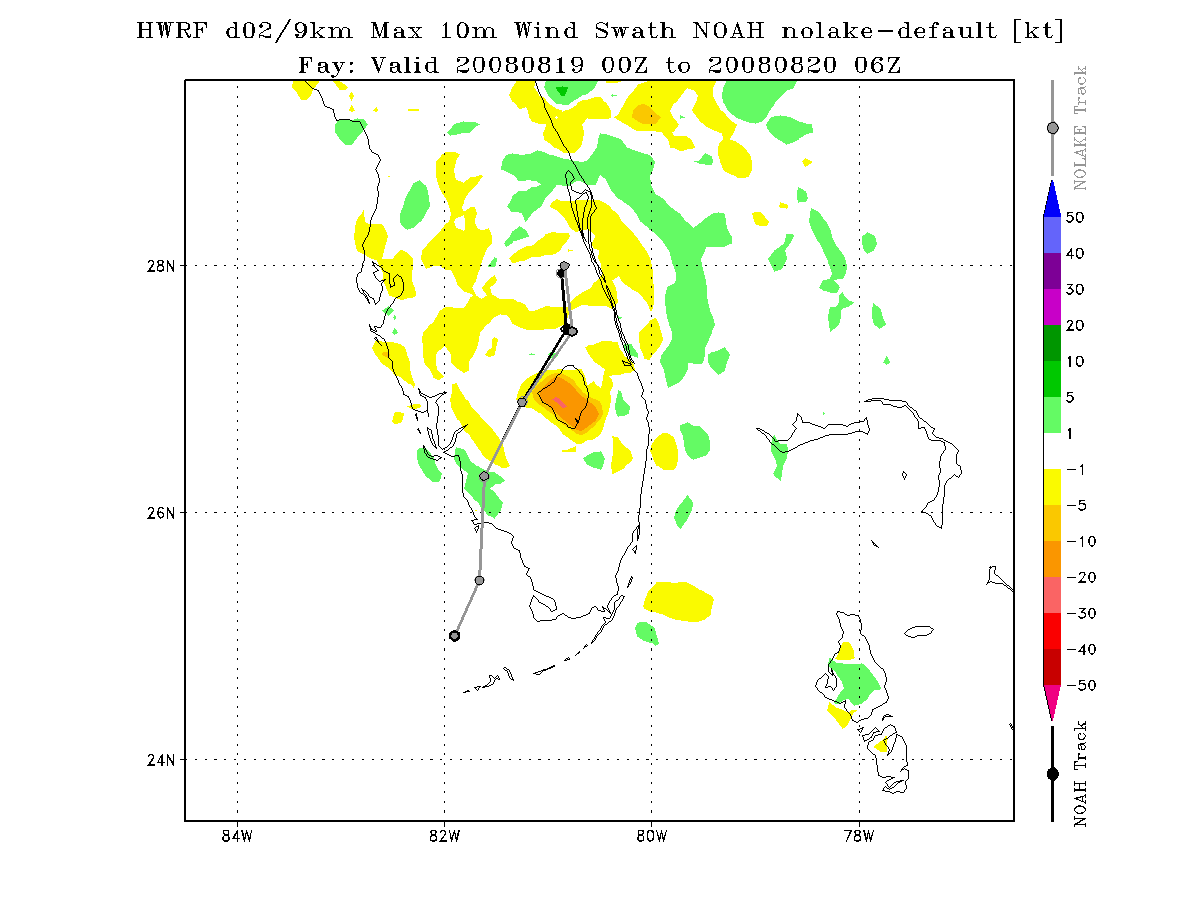 HWRF d02/9km Max 10m Wind Swath NOAH nolake-default [kt]
Fay: Valid 20080819 00Z to 20080820 06Z
NOLAKE Track
50
40
30
20
10
5
1
-1
-5
-10
-20
-30
-40
-50
NOAH Track
28N
26N
24N
84W 82W 80W 78W